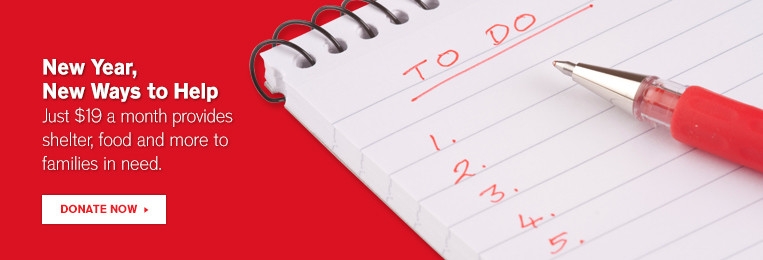 New Year,
New Ways to Help
Just $19 a month provides
shelter, food and more to
families in need.
DONATE NOW
TO DO
1.
2.
3.
4.
5.